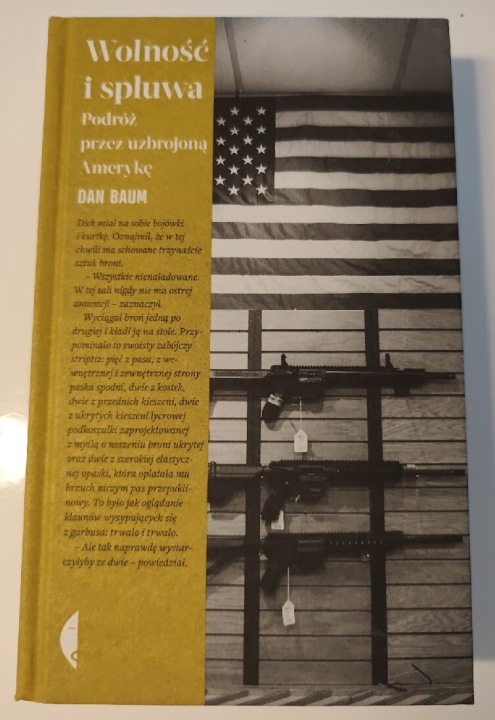 Wolność
i spluwa
Podróż
przez uzbrojoną
Amerykę
DAN BAUM
Dick miał na sobie bojówki
i kurtkę. Oznajmił, że w tej
chwili ma schowane trzynaście
sztuk broni.
– Wszystkie nienaładowane.
W tej sali nigdy nie ma ostrej
amunicji – zaznaczył.
Wyciągał broń jedną po
drugiej i kładł ją na stole. Przy-
pominało to swoisty zabójczy
striptiz: pięć z pasa, z we-
wnętrznej i zewnętrznej strony
paska spodni, dwie z kostek,
dwie z przednich kieszeni, dwie
z ukrytych kieszeni lycrowej
podkoszulki zaprojektowanej
z myślą o noszeniu broni ukrytej
oraz dwie z szerokiej elastycz-
nej opaski, która oplatała mu
brzuch niczym pas przepukli-
nowy. To było jak oglądanie
klaunów wysypujących się
z garbusa: trwało i trwało.
– Ale tak naprawdę wystar-
czyłyby ze dwie – powiedział.